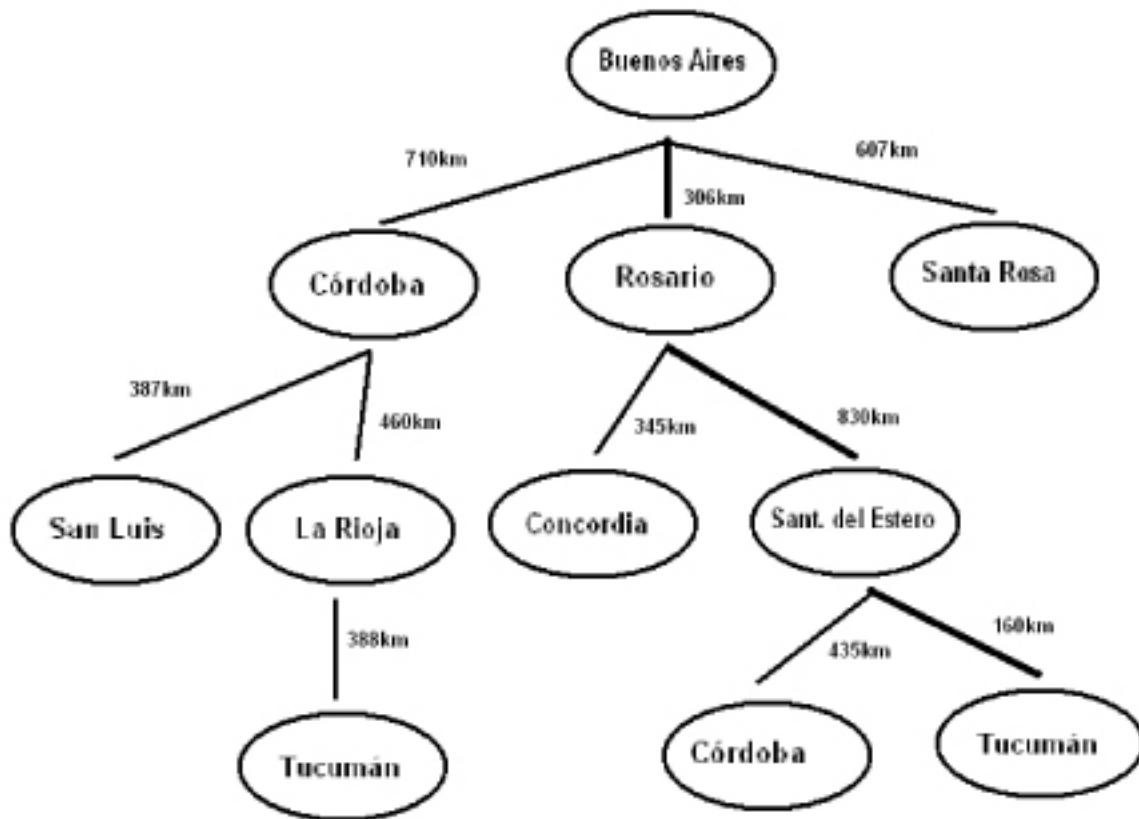 Buenos Aires
710km
306km
607km
Córdoba
Rosario
Santa Rosa
387km
460km
345km
830km
San Luis
La Rioja
Concordia
Sant. del Estero
388km
435km
160km
Tucumán
Córdoba
Tucumán